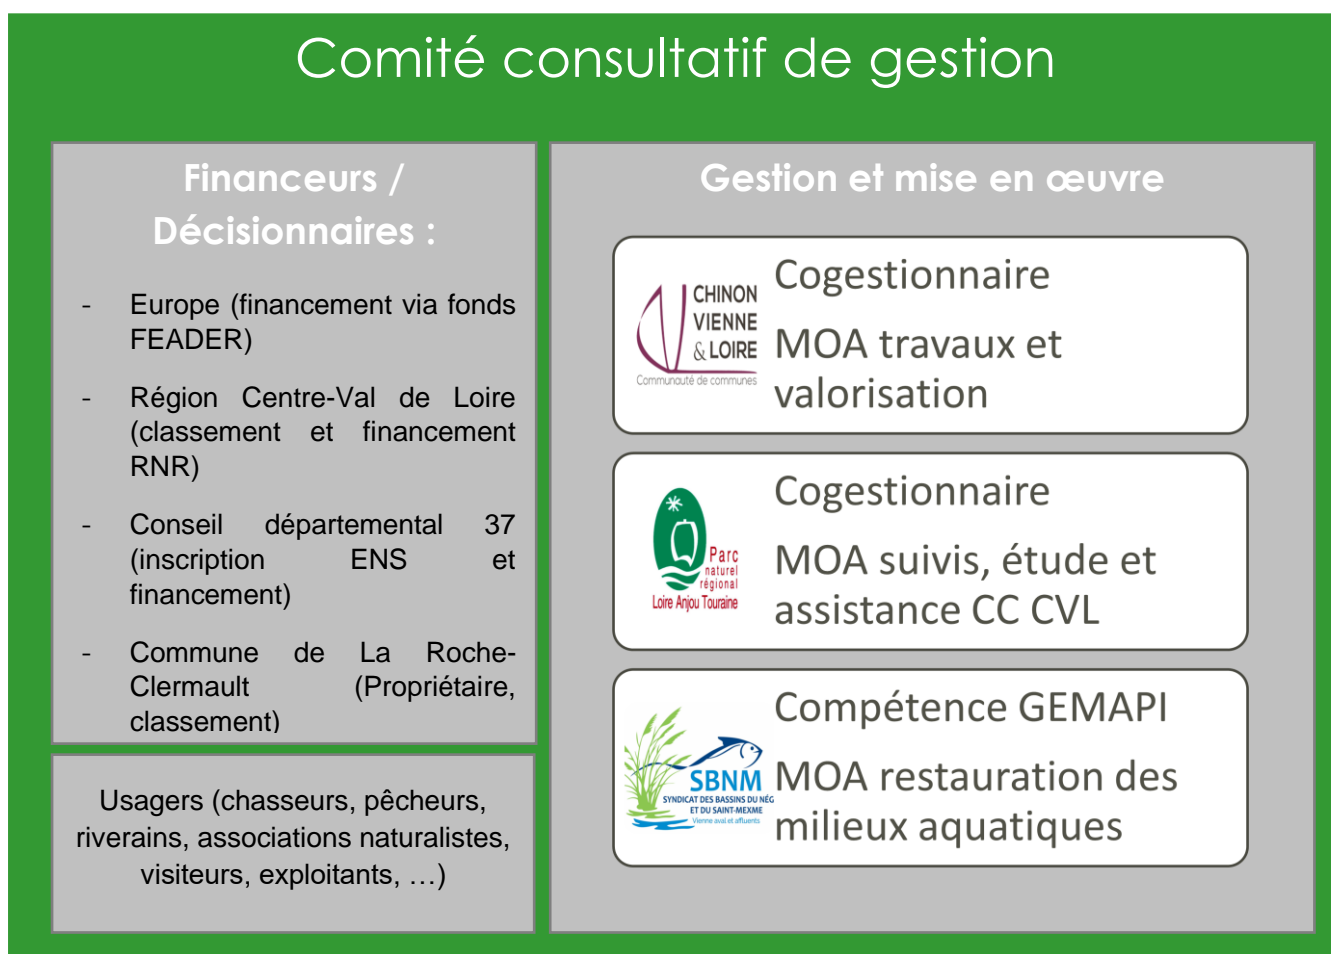 Comité consultatif de gestion
Financeurs /
Décisionnaires :
- Europe (financement via fonds
FEADER)
- Région Centre-Val de Loire
(classement et financement
RNR)
- Conseil départemental 37
(inscription ENS et
financement)
- Commune de La Roche-
Clermault (Propriétaire,
classement)
Usagers (chasseurs, pêcheurs,
riverains, associations naturalistes,
visiteurs, exploitants, …)
Gestion et mise en œuvre
CHINON
VIENNE
& LOIRE
Communauté de communes
Cogestionnaire
MOA travaux et
valorisation
Parc
naturel
régional
Loire Anjou Touraine
Cogestionnaire
MOA suivis, étude et
assistance CC CVL
SBNM
SYNDICAT DES BASSINS DU NÉG
ET DU SAINT-MEXME
Vienne aval et affluents
Compétence GEMAPI
MOA restauration des
milieux aquatiques